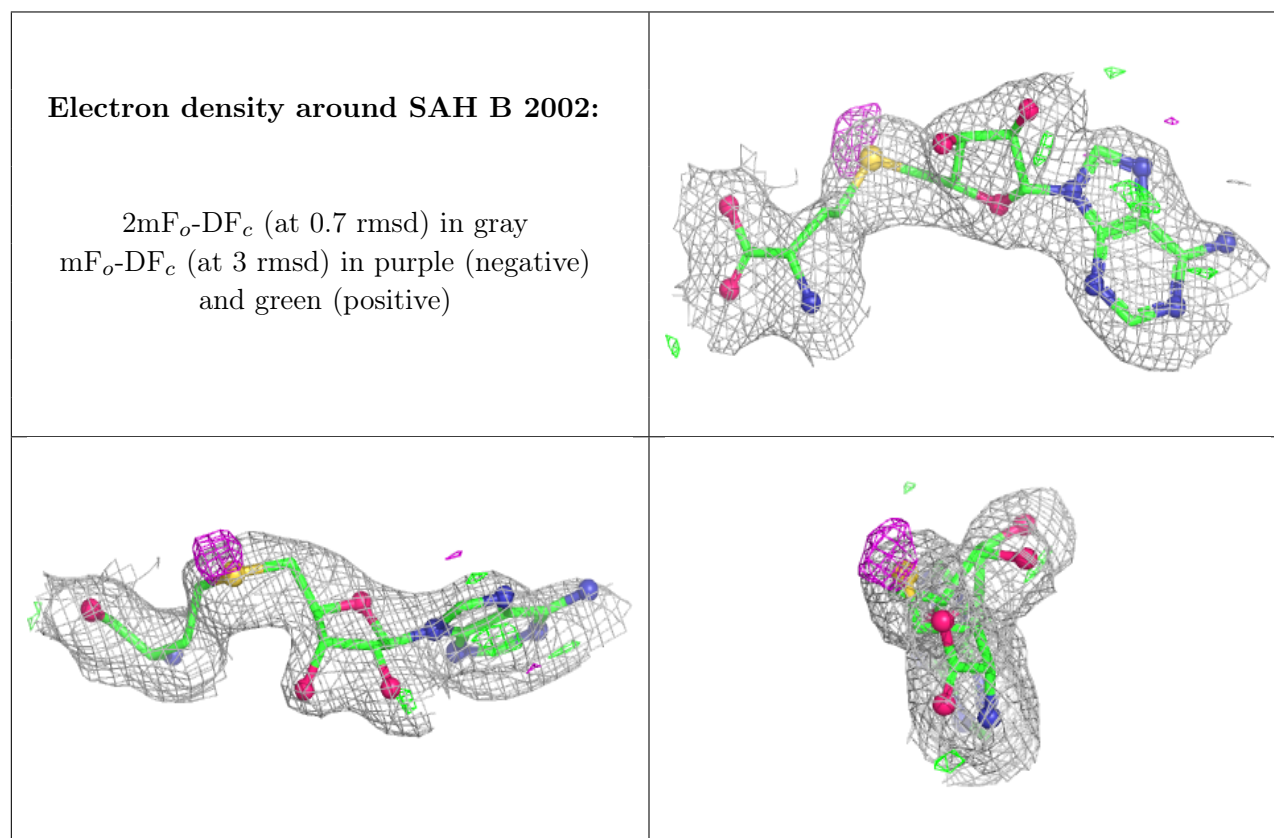 Electron density around SAH B 2002:
2mFo-DFc (at 0.7 rmsd) in gray
mFo-DFc (at 3 rmsd) in purple (negative)
and green (positive)